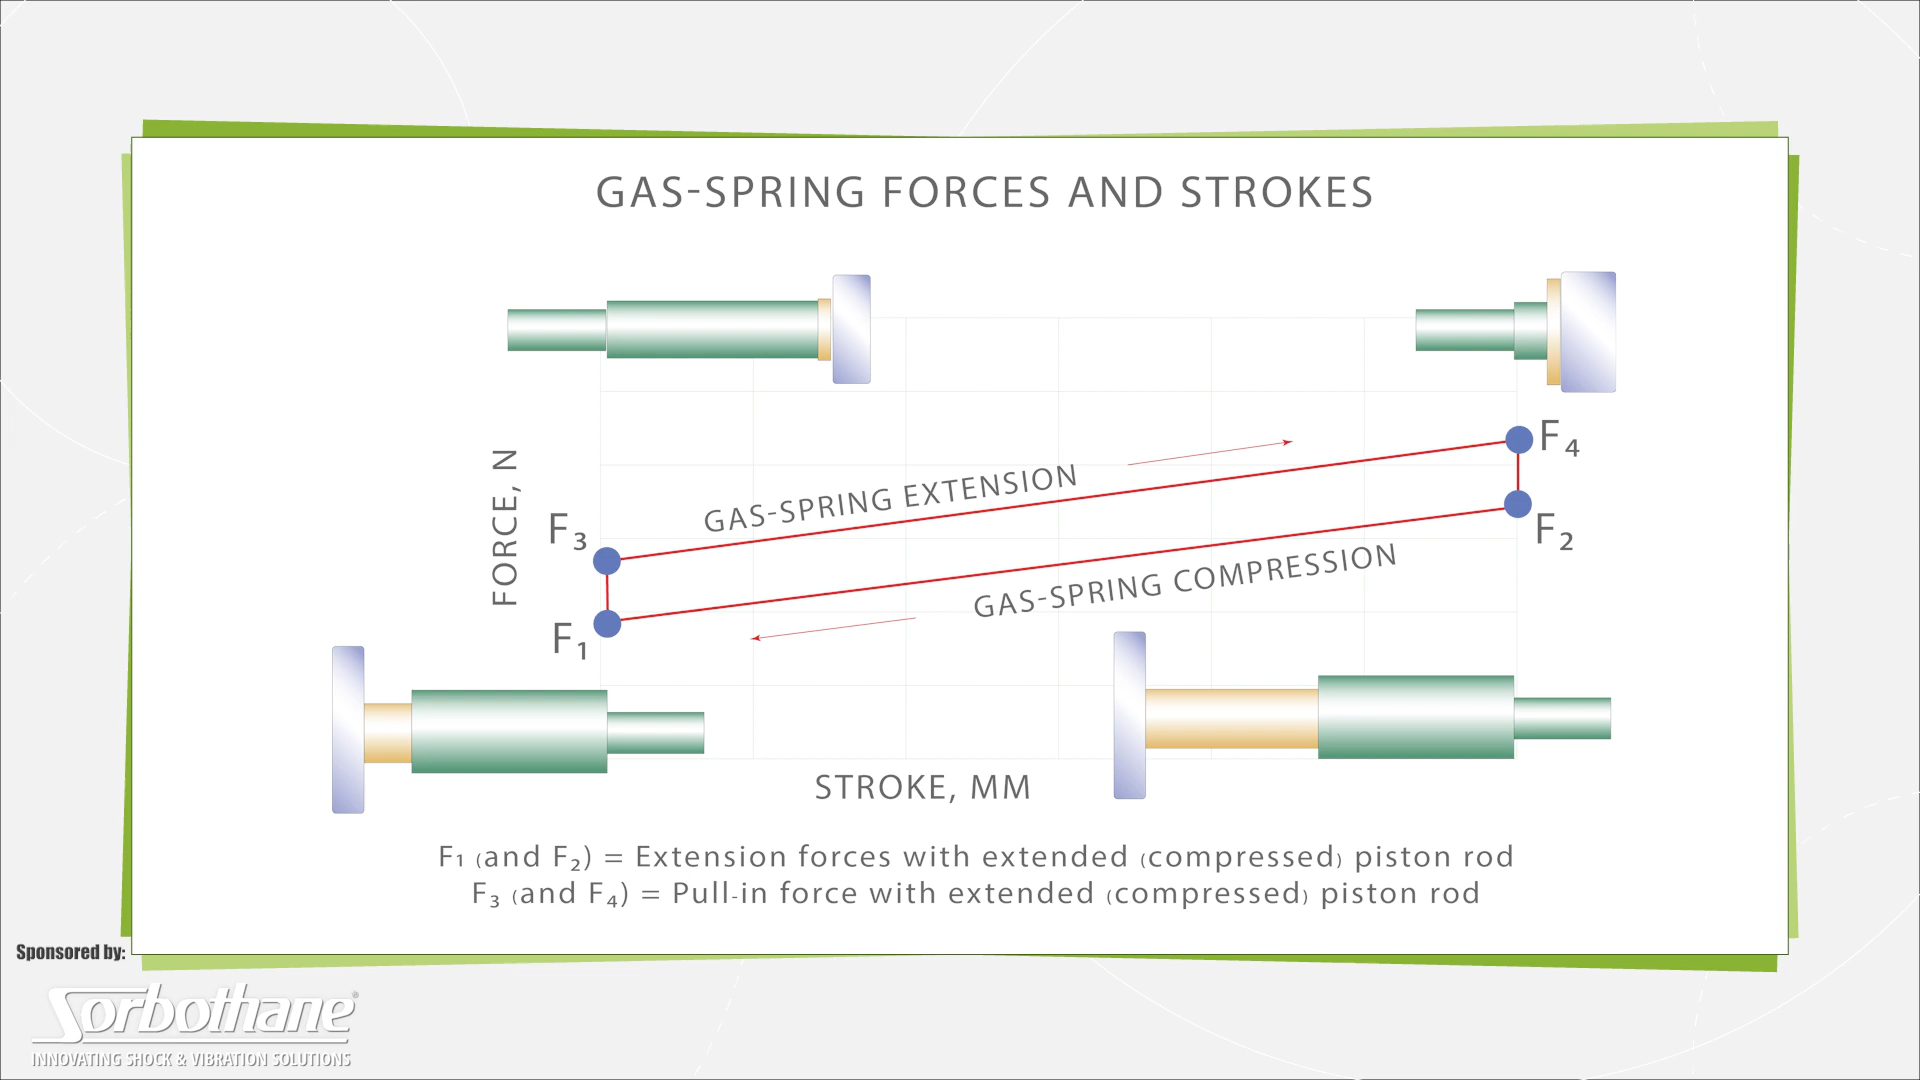 GAS-SPRING FORCES AND STROKES
FORCE, N
F₄
GAS-SPRING EXTENSION
F₃
F₂
GAS-SPRING COMPRESSION
F₁
STROKE, MM
F₁ (and F₂) = Extension forces with extended (compressed) piston rod
F₃ (and F₄) = Pull-in force with extended (compressed) piston rod
Sponsored by:
Sorbothane®
INNOVATING SHOCK & VIBRATION SOLUTIONS